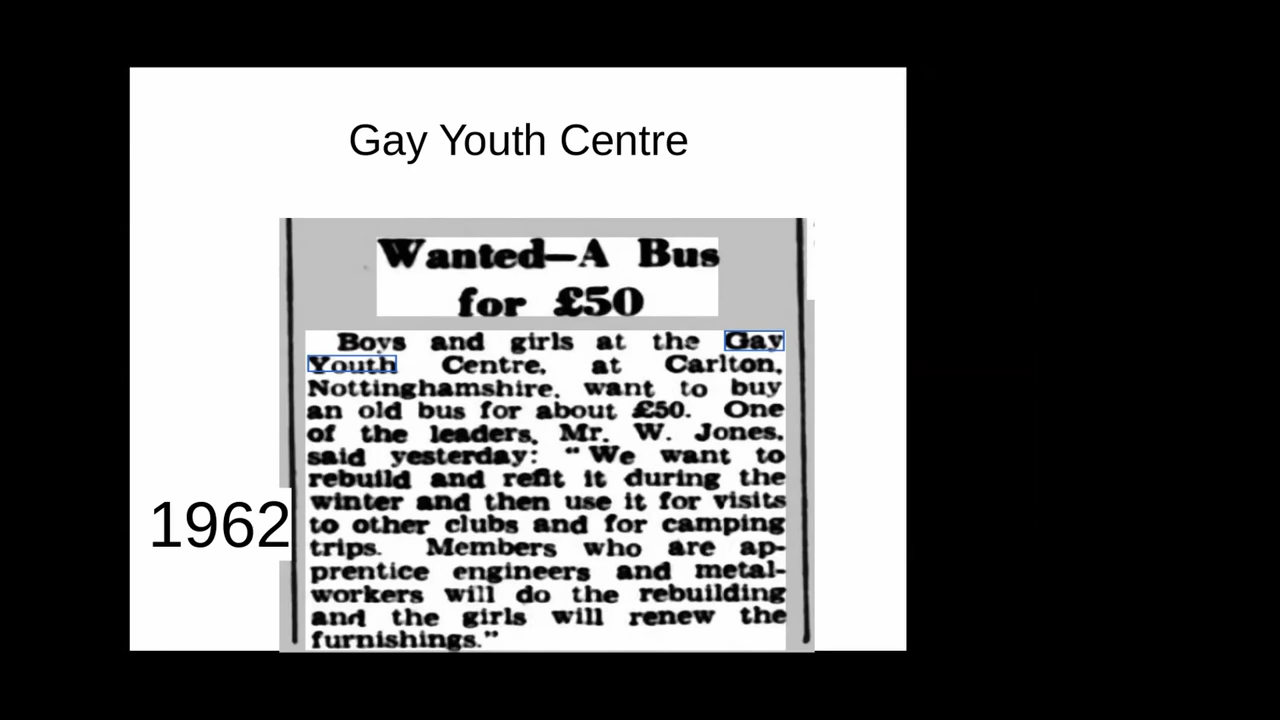 Gay Youth Centre
Wanted—A Bus
for £50
Boys and girls at the Gay
Youth Centre, at Carlton,
Nottinghamshire, want to buy
an old bus for about £50. One
of the leaders, Mr. W. Jones,
said yesterday: "We want to
rebuild and refit it during the
winter and then use it for visits
to other clubs and for camping
trips. Members who are ap-
prentice engineers and metal-
workers will do the rebuilding
and the girls will renew the
furnishings."
1962